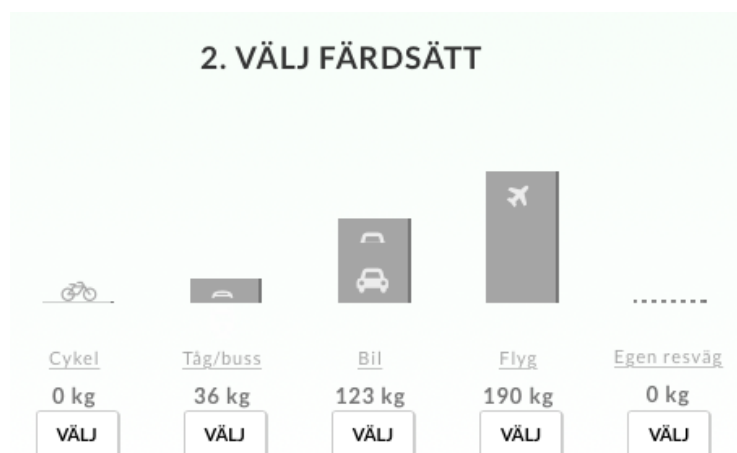 2. VÄLJ FÄRDSÄTT
Cykel Tåg/buss Bil Flyg Egen resväg
0 kg 36 kg 123 kg 190 kg 0 kg
VÄLJ VÄLJ VÄLJ VÄLJ VÄLJ